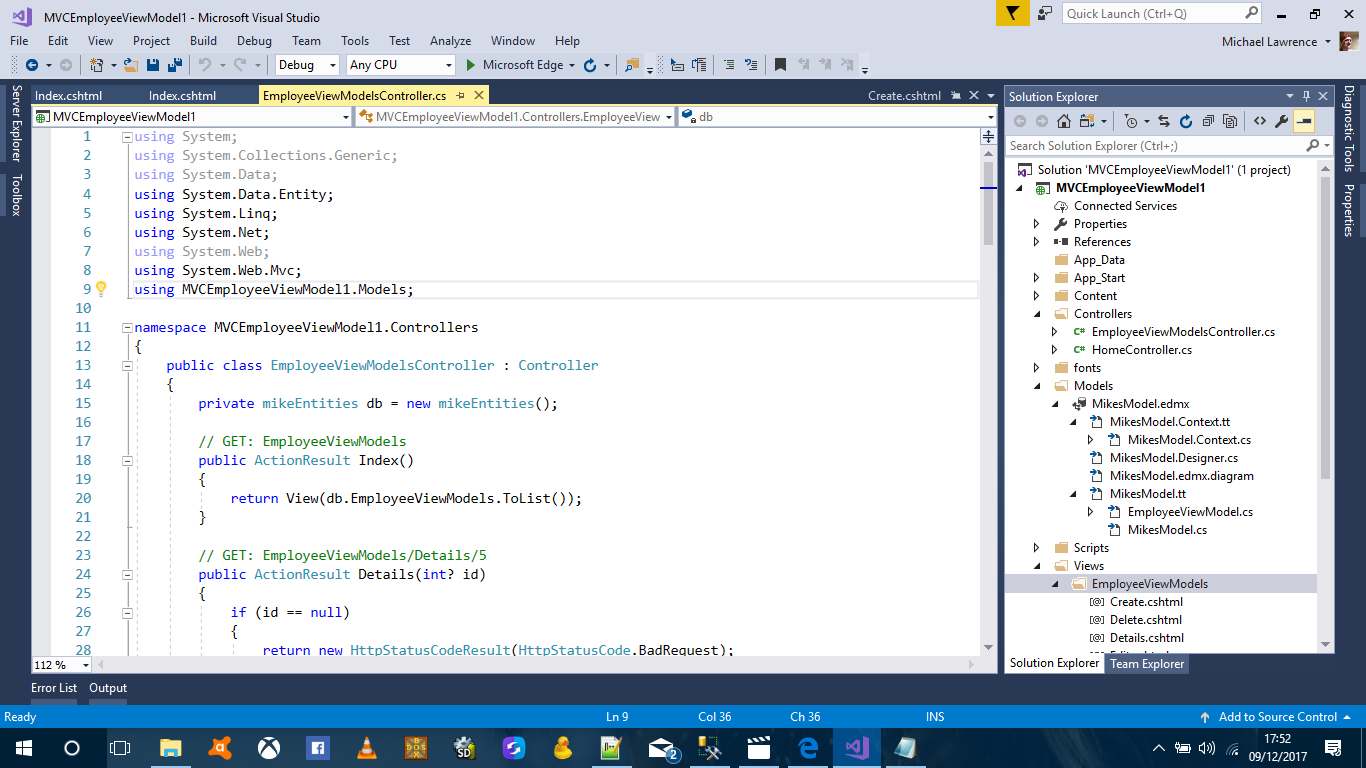 MVCEmployeeViewModel1 - Microsoft Visual Studio
Quick Launch (Ctrl+Q)
File Edit View Project Build Debug Team Tools Test Analyze Window Help
Michael Lawrence
Debug Any CPU Microsoft Edge
Server Explorer
Toolbox
Index.cshtml Index.cshtml EmployeeViewModelsController.cs Create.cshtml
MVCEmployeeViewModel1 MVCEmployeeViewModel1.Controllers.EmployeeView db
1 using System;
2 using System.Collections.Generic;
3 using System.Data;
4 using System.Data.Entity;
5 using System.Linq;
6 using System.Net;
7 using System.Web;
8 using System.Web.Mvc;
9 using MVCEmployeeViewModel1.Models;
10
11 namespace MVCEmployeeViewModel1.Controllers
12 {
13 public class EmployeeViewModelsController : Controller
14 {
15 private mikeEntities db = new mikeEntities();
16
17 // GET: EmployeeViewModels
18 public ActionResult Index()
19 {
20 return View(db.EmployeeViewModels.ToList());
21 }
22
23 // GET: EmployeeViewModels/Details/5
24 public ActionResult Details(int? id)
25 {
26 if (id == null)
27 {
28 return new HttpStatusCodeResult(HttpStatusCode.BadRequest);
112 %
Solution Explorer
Search Solution Explorer (Ctrl+;)
Solution 'MVCEmployeeViewModel1' (1 project)
MVCEmployeeViewModel1
Connected Services
Properties
References
App_Data
App_Start
Content
Controllers
C# EmployeeViewModelsController.cs
C# HomeController.cs
fonts
Models
MikesModel.edmx
MikesModel.Context.tt
MikesModel.Context.cs
MikesModel.Designer.cs
MikesModel.edmx.diagram
MikesModel.tt
EmployeeViewModel.cs
MikesModel.cs
Scripts
Views
EmployeeViewModels
Create.cshtml
Delete.cshtml
Details.cshtml
Solution Explorer Team Explorer
Diagnostic Tools
Properties
Error List Output
Ready Ln 9 Col 36 Ch 36 INS Add to Source Control
17:52
09/12/2017